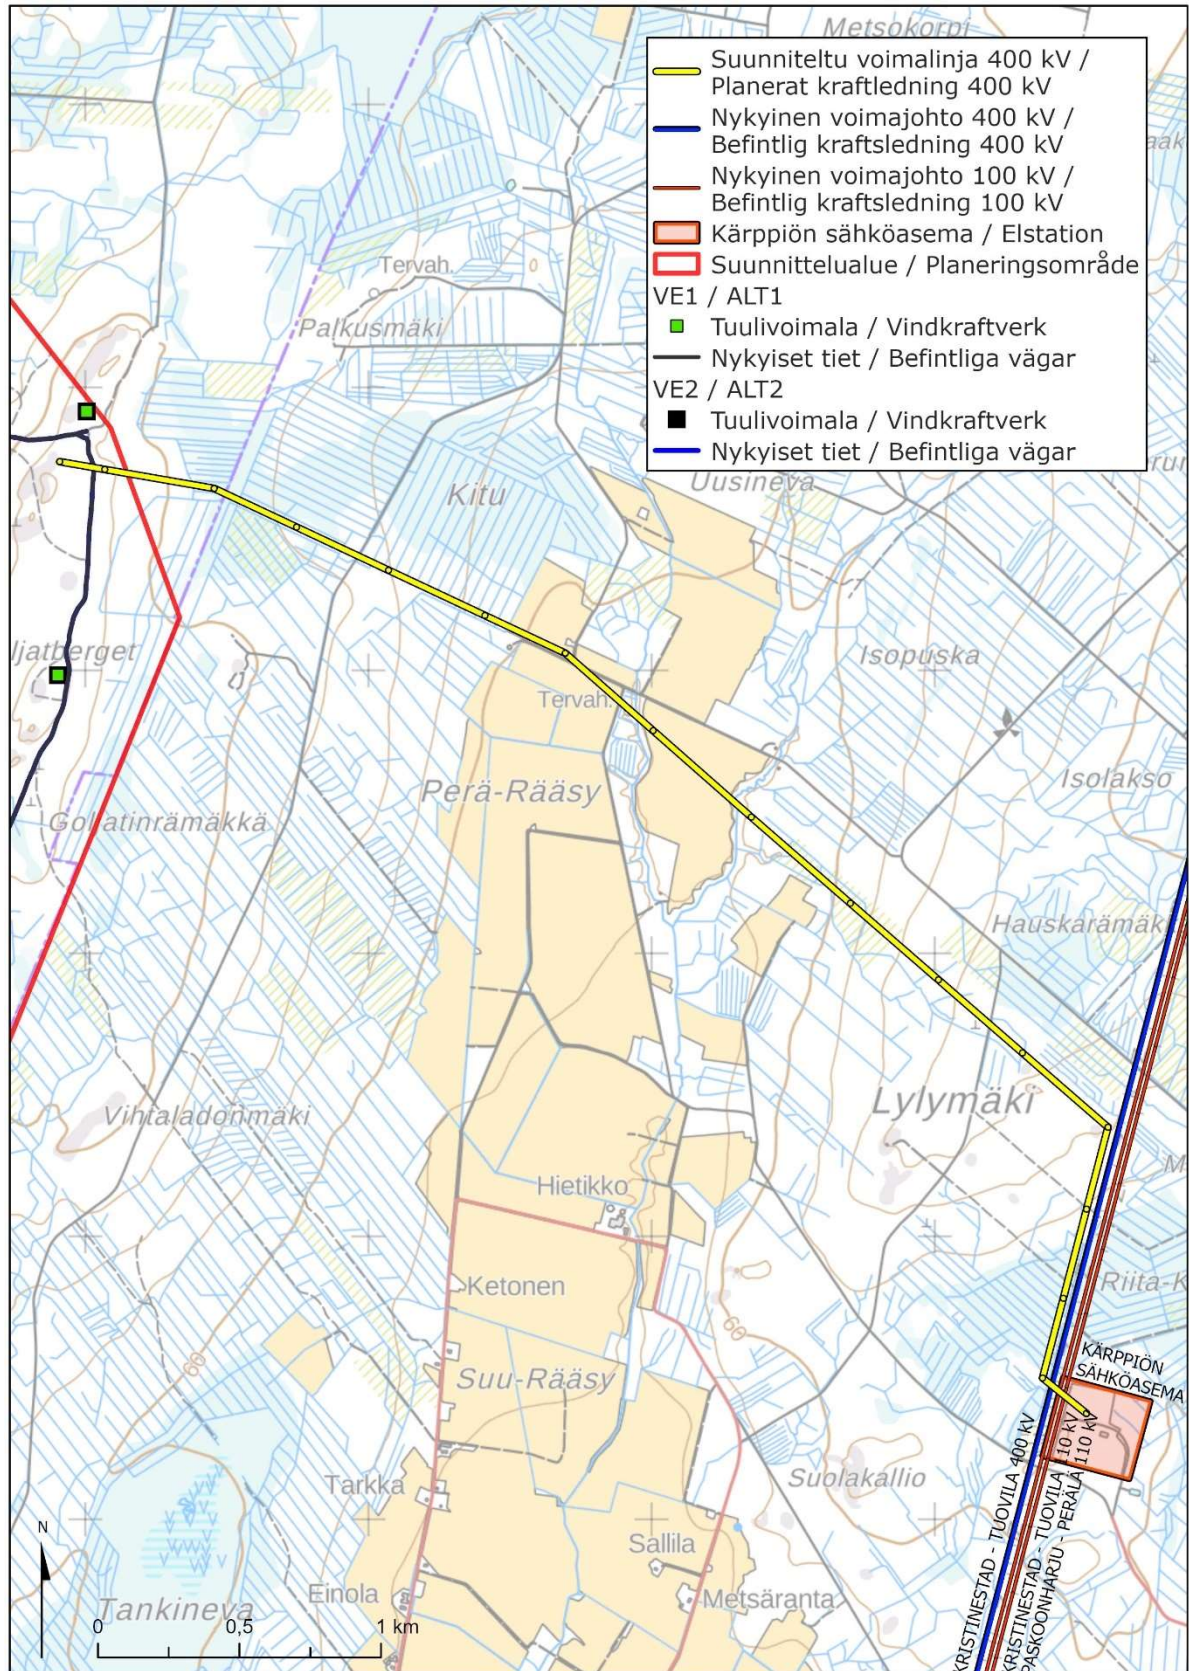 Metsokorpi
Suunniteltu voimalinja 400 kV /
Planerat kraftledning 400 kV
Nykyinen voimajohto 400 kV /
Befintlig kraftsledning 400 kV
Nykyinen voimajohto 100 kV /
Befintlig kraftsledning 100 kV
Kärppiön sähköasema / Elstation
Suunnittelualue / Planeringsområde
VE1 / ALT1
Tuulivoimala / Vindkraftverk
Nykyiset tiet / Befintliga vägar
VE2 / ALT2
Tuulivoimala / Vindkraftverk
Nykyiset tiet / Befintliga vägar
Tervah.
Palkusmäki
Kitu
Uusineva
ljatberget
Isopuska
Tervah.
Isolakso
Perä-Rääsy
Goljatinrämäkkä
Hauskarämäki
Lylymäki
Vihtaladonmäki
Hietikko
Ketonen
Riita-K
60
60
KÄRPPIÖN
SÄHKÖASEMA
Suu-Rääsy
Tarkka
Suolakallio
KRISTINESTAD - TUOVILA 400 kV
KRISTINESTAD - TUOVILA 110 kV
PASKOONHARJU - PERÄLÄ 110 kV
Sallila
N
Einola
Metsäranta
Tankineva
0 0,5 1 km